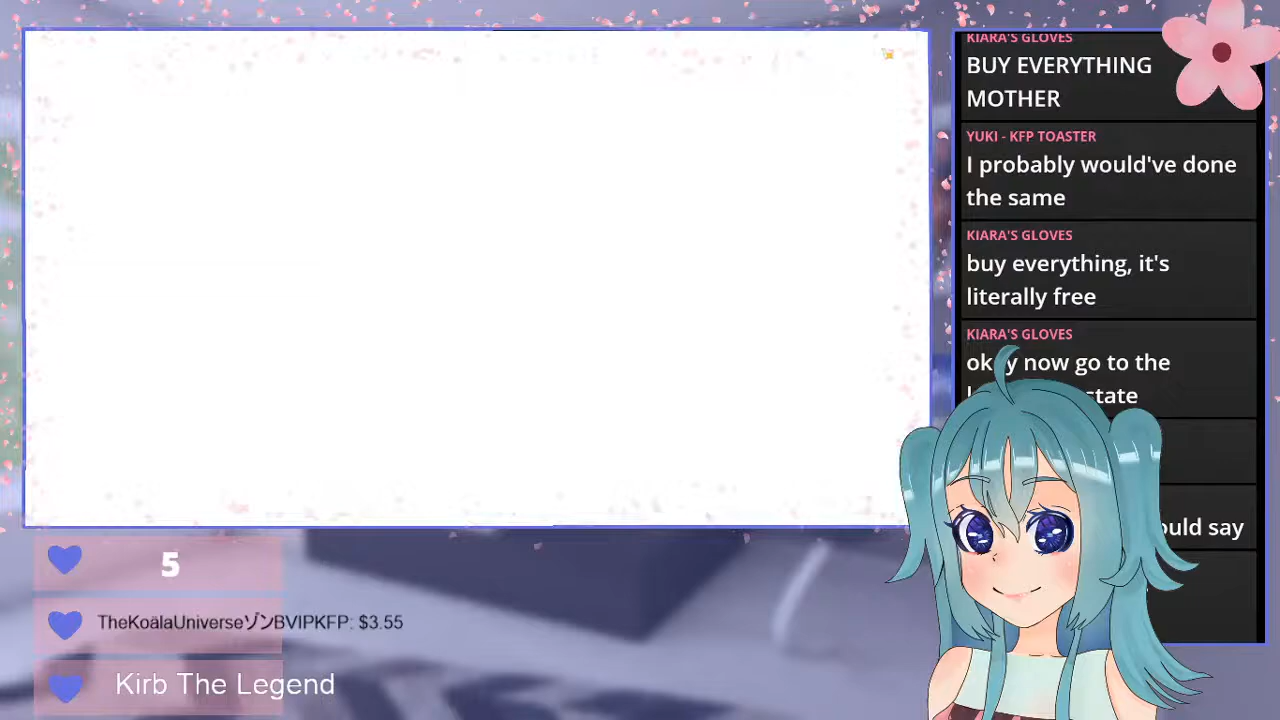 KIARA'S GLOVES
BUY EVERYTHING
MOTHER
YUKI - KFP TOASTER
I probably would've done
the same
KIARA'S GLOVES
buy everything, it's
literally free
KIARA'S GLOVES
okay now go to the
state
ould say
5
TheKoalaUniverseゾンBVIPKFP: $3.55
Kirb The Legend